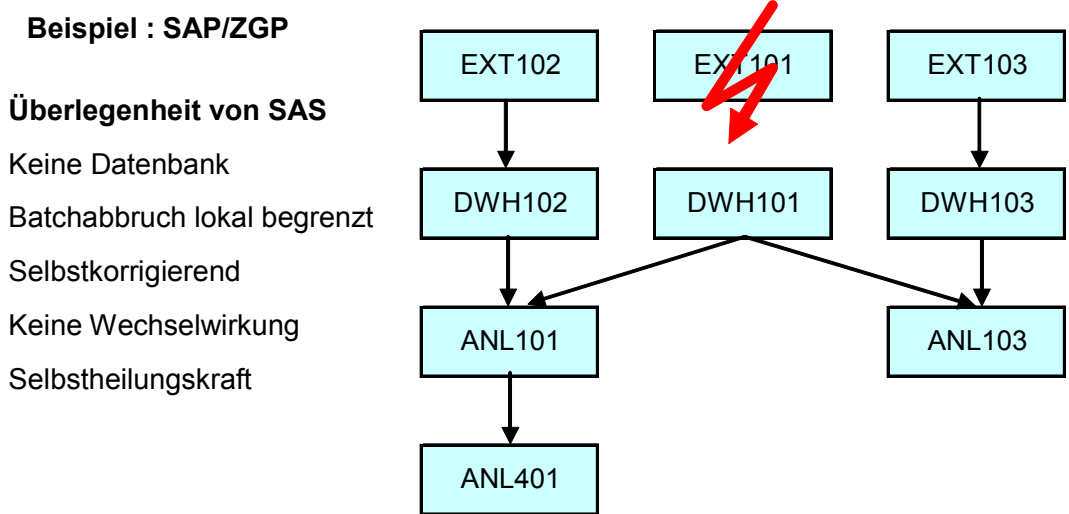 Beispiel : SAP/ZGP
Überlegenheit von SAS
Keine Datenbank
Batchabbruch lokal begrenzt
Selbstkorrigierend
Keine Wechselwirkung
Selbstheilungskraft
EXT102
EXT101
EXT103
DWH102
DWH101
DWH103
ANL101
ANL103
ANL401